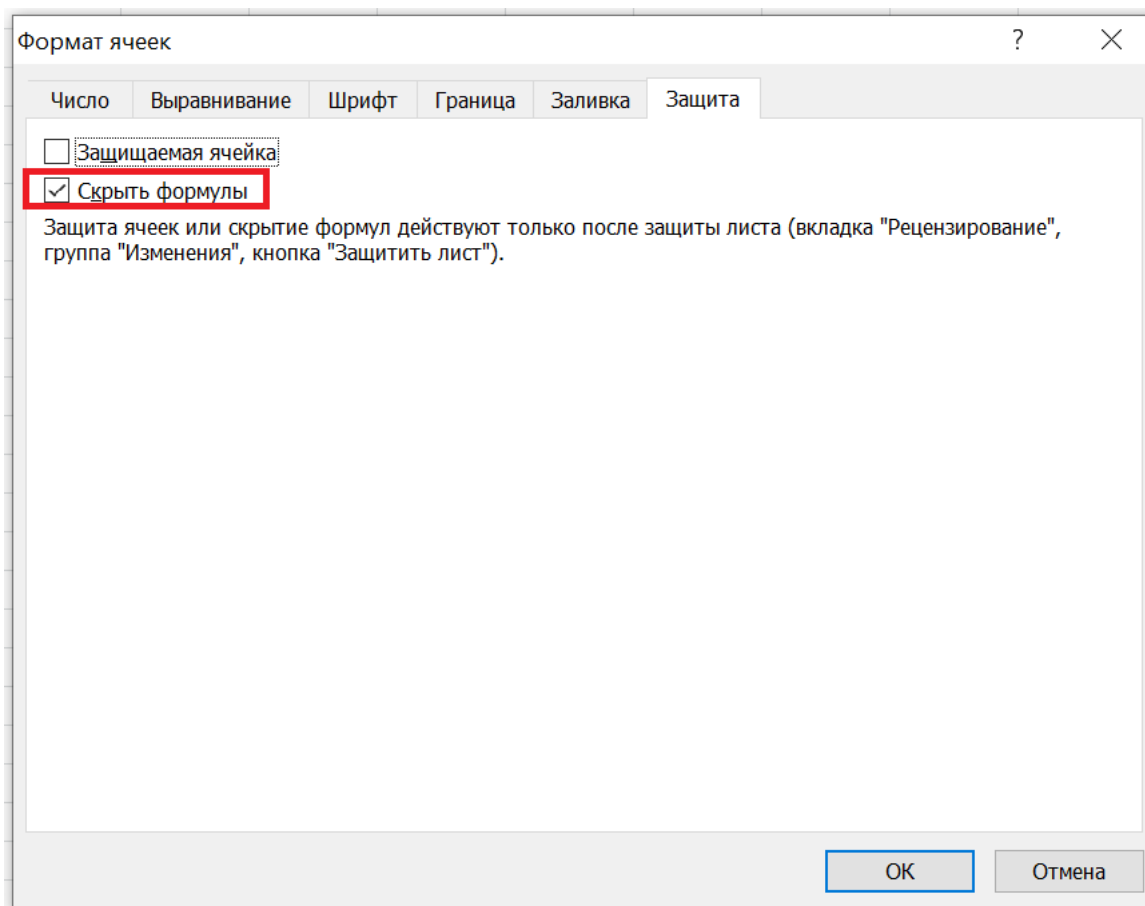 Формат ячеек ?
Число Выравнивание Шрифт Граница Заливка Защита
Защищаемая ячейка
Скрыть формулы
Защита ячеек или скрытие формул действуют только после защиты листа (вкладка "Рецензирование",
группа "Изменения", кнопка "Защитить лист").
ОК Отмена